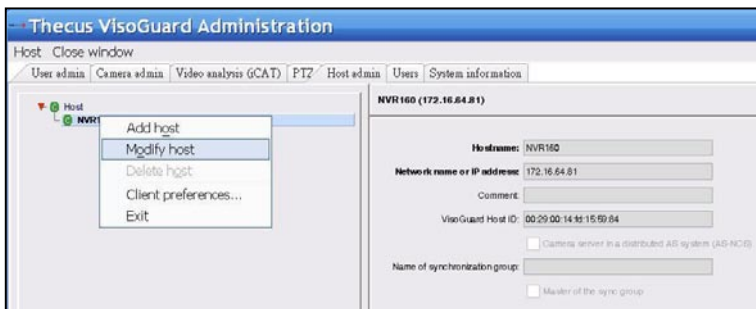 Thecus VisoGuard Administration
Host Close window
User admin Camera admin Video analysis (iCAT) PTZ Host admin Users System information
Host
NVR1
Add host
Modify host
Delete host
Client preferences...
Exit
NVR160 (172.16.64.81)
Hostname: NVR160
Network name or IP address: 172.16.64.81
Comment:
VisoGuard Host ID: 00:29:00:14:fd:15:59:84
Camera server in a distributed AS system (AS-NCS)
Name of synchronization group:
Master of the sync group